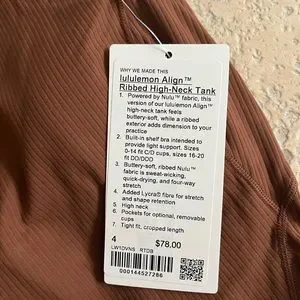 WHY WE MADE THIS
lululemon Align™
Ribbed High-Neck Tank
1. Powered by Nulu™ fabric, this
version of our lululemon Align™
high-neck tank feels
buttery-soft, while a ribbed
exterior adds dimension to your
practice
2. Built-in shelf bra intended to
provide light support. Sizes
0-14 fit C/D cups, sizes 16-20
fit DD/DDD
3. Buttery-soft, ribbed Nulu™
fabric is sweat-wicking,
quick-drying, and four-way
stretch
4. Added Lycra® fibre for stretch
and shape retention
5. High neck
6. Pockets for optional, removable
cups
7. Tight fit, cropped length
4 $78.00
LW1DVNS RTDB
000144527286